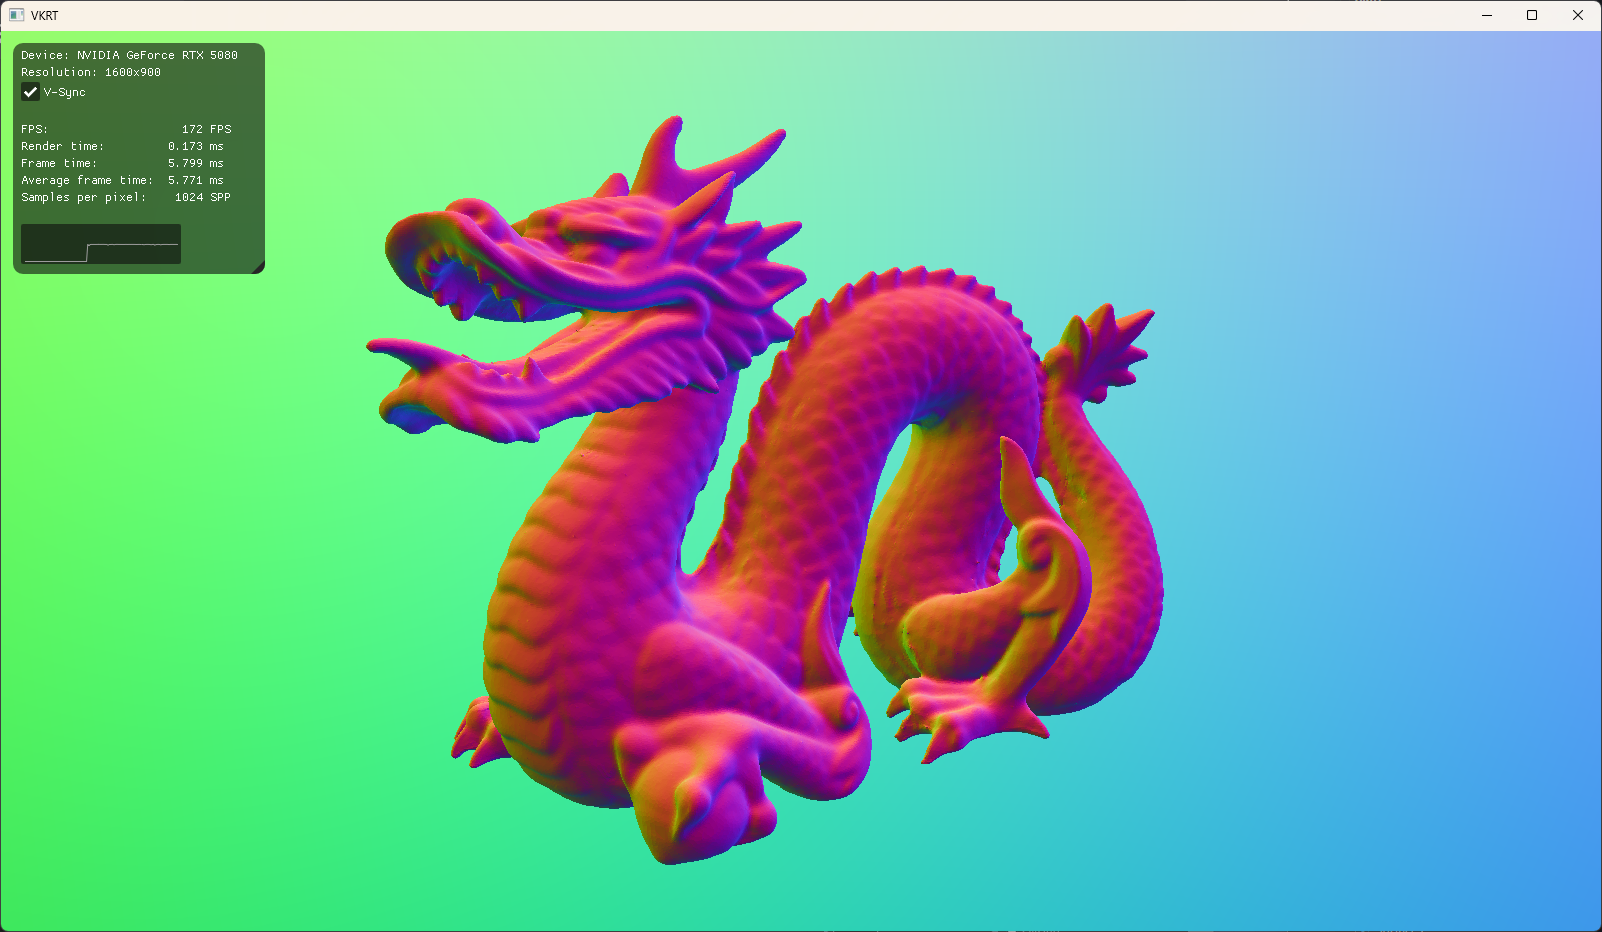 VKRT
Device: NVIDIA GeForce RTX 5080
Resolution: 1600x900
V-Sync
FPS: 172 FPS
Render time: 0.173 ms
Frame time: 5.799 ms
Average frame time: 5.771 ms
Samples per pixel: 1024 SPP